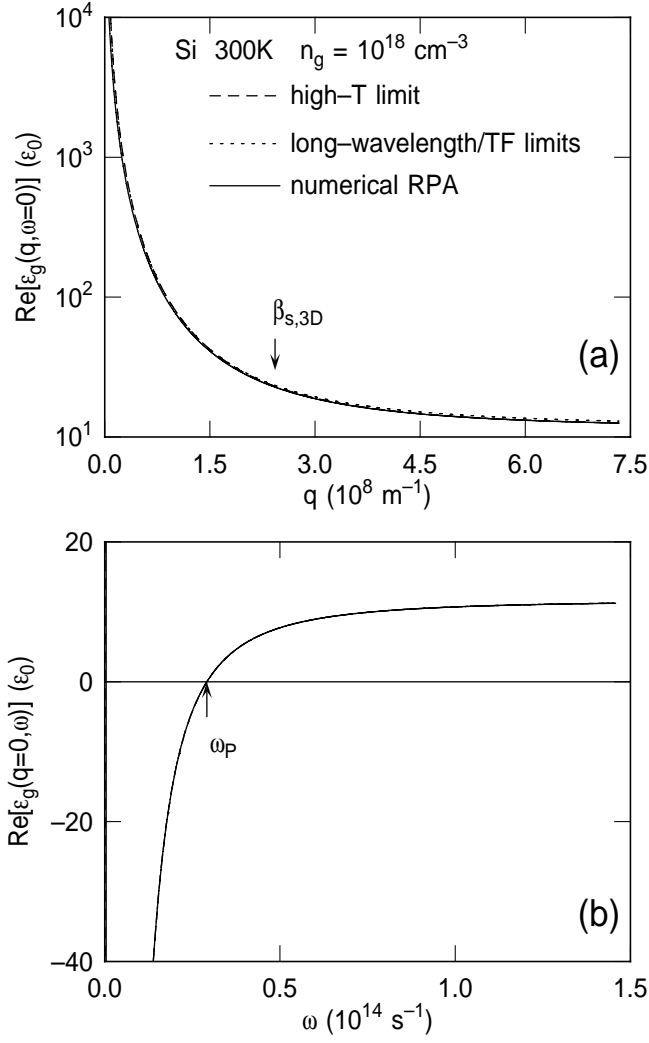 Si 300K n_g = 10^18 cm^−3
high–T limit
long–wavelength/TF limits
numerical RPA
Re[ε_g(q,ω=0)] (ε_0)
10^4
10^3
10^2
10^1
β_s,3D
(a)
0.0 1.5 3.0 4.5 6.0 7.5
q (10^8 m^−1)
Re[ε_g(q=0,ω)] (ε_0)
20
0
−20
−40
ω_P
(b)
0.0 0.5 1.0 1.5
ω (10^14 s^−1)